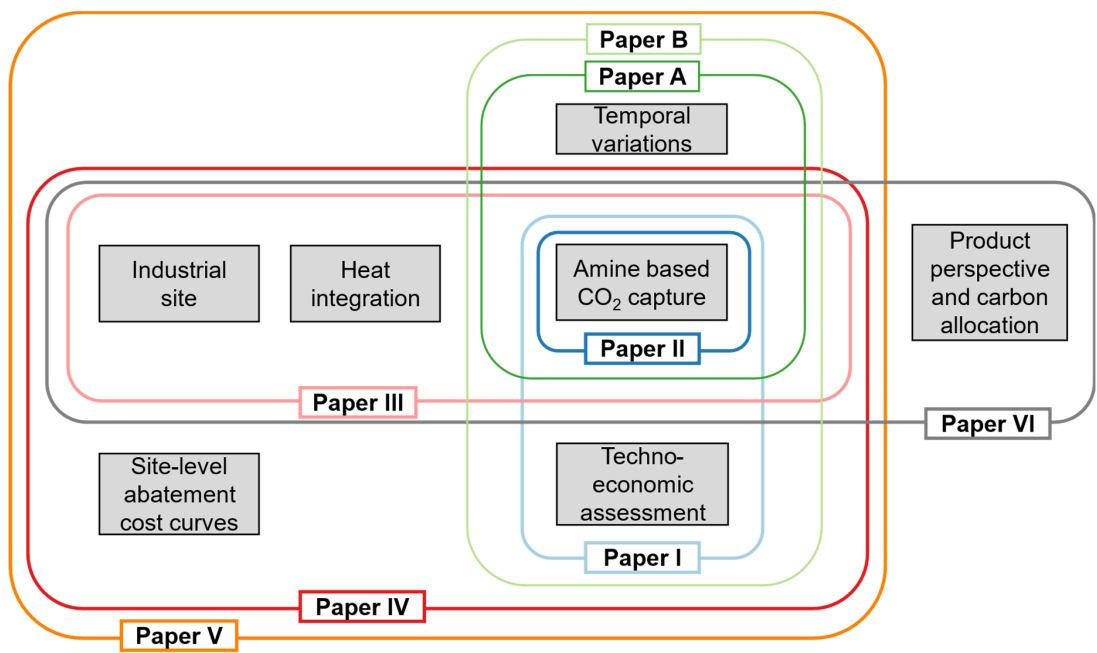 Paper B
Paper A
Temporal
variations
Industrial
site
Heat
integration
Amine based
CO₂ capture
Product
perspective
and carbon
allocation
Paper II
Paper III
Paper VI
Site-level
abatement
cost curves
Techno-
economic
assessment
Paper I
Paper IV
Paper V